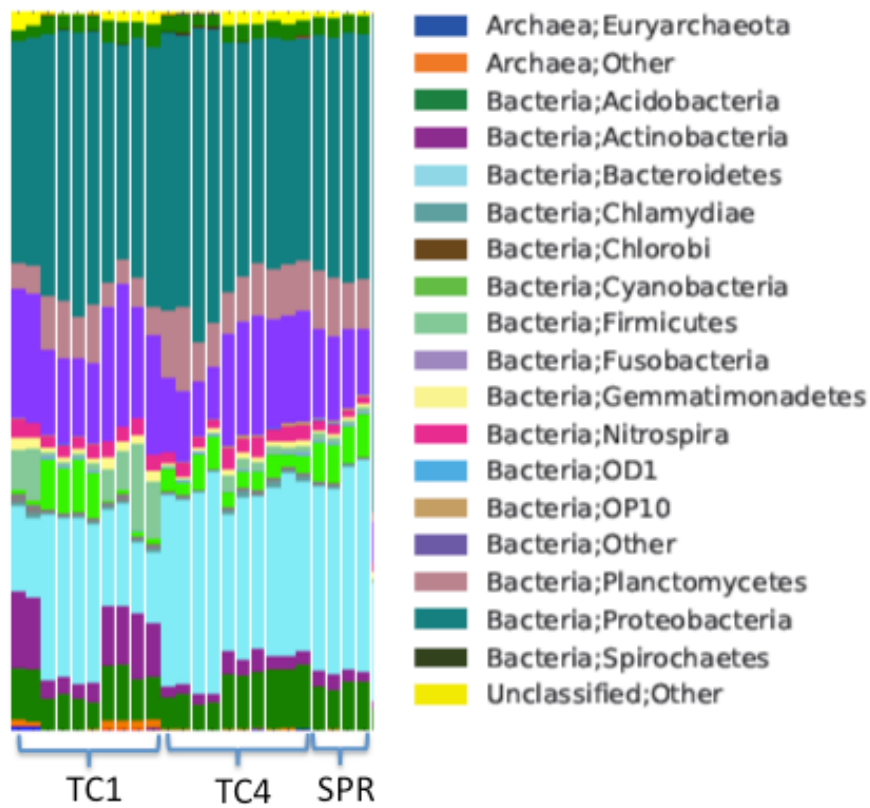 Archaea;Euryarchaeota
Archaea;Other
Bacteria;Acidobacteria
Bacteria;Actinobacteria
Bacteria;Bacteroidetes
Bacteria;Chlamydiae
Bacteria;Chlorobi
Bacteria;Cyanobacteria
Bacteria;Firmicutes
Bacteria;Fusobacteria
Bacteria;Gemmatimonadetes
Bacteria;Nitrospira
Bacteria;OD1
Bacteria;OP10
Bacteria;Other
Bacteria;Planctomycetes
Bacteria;Proteobacteria
Bacteria;Spirochaetes
Unclassified;Other
TC1 TC4 SPR